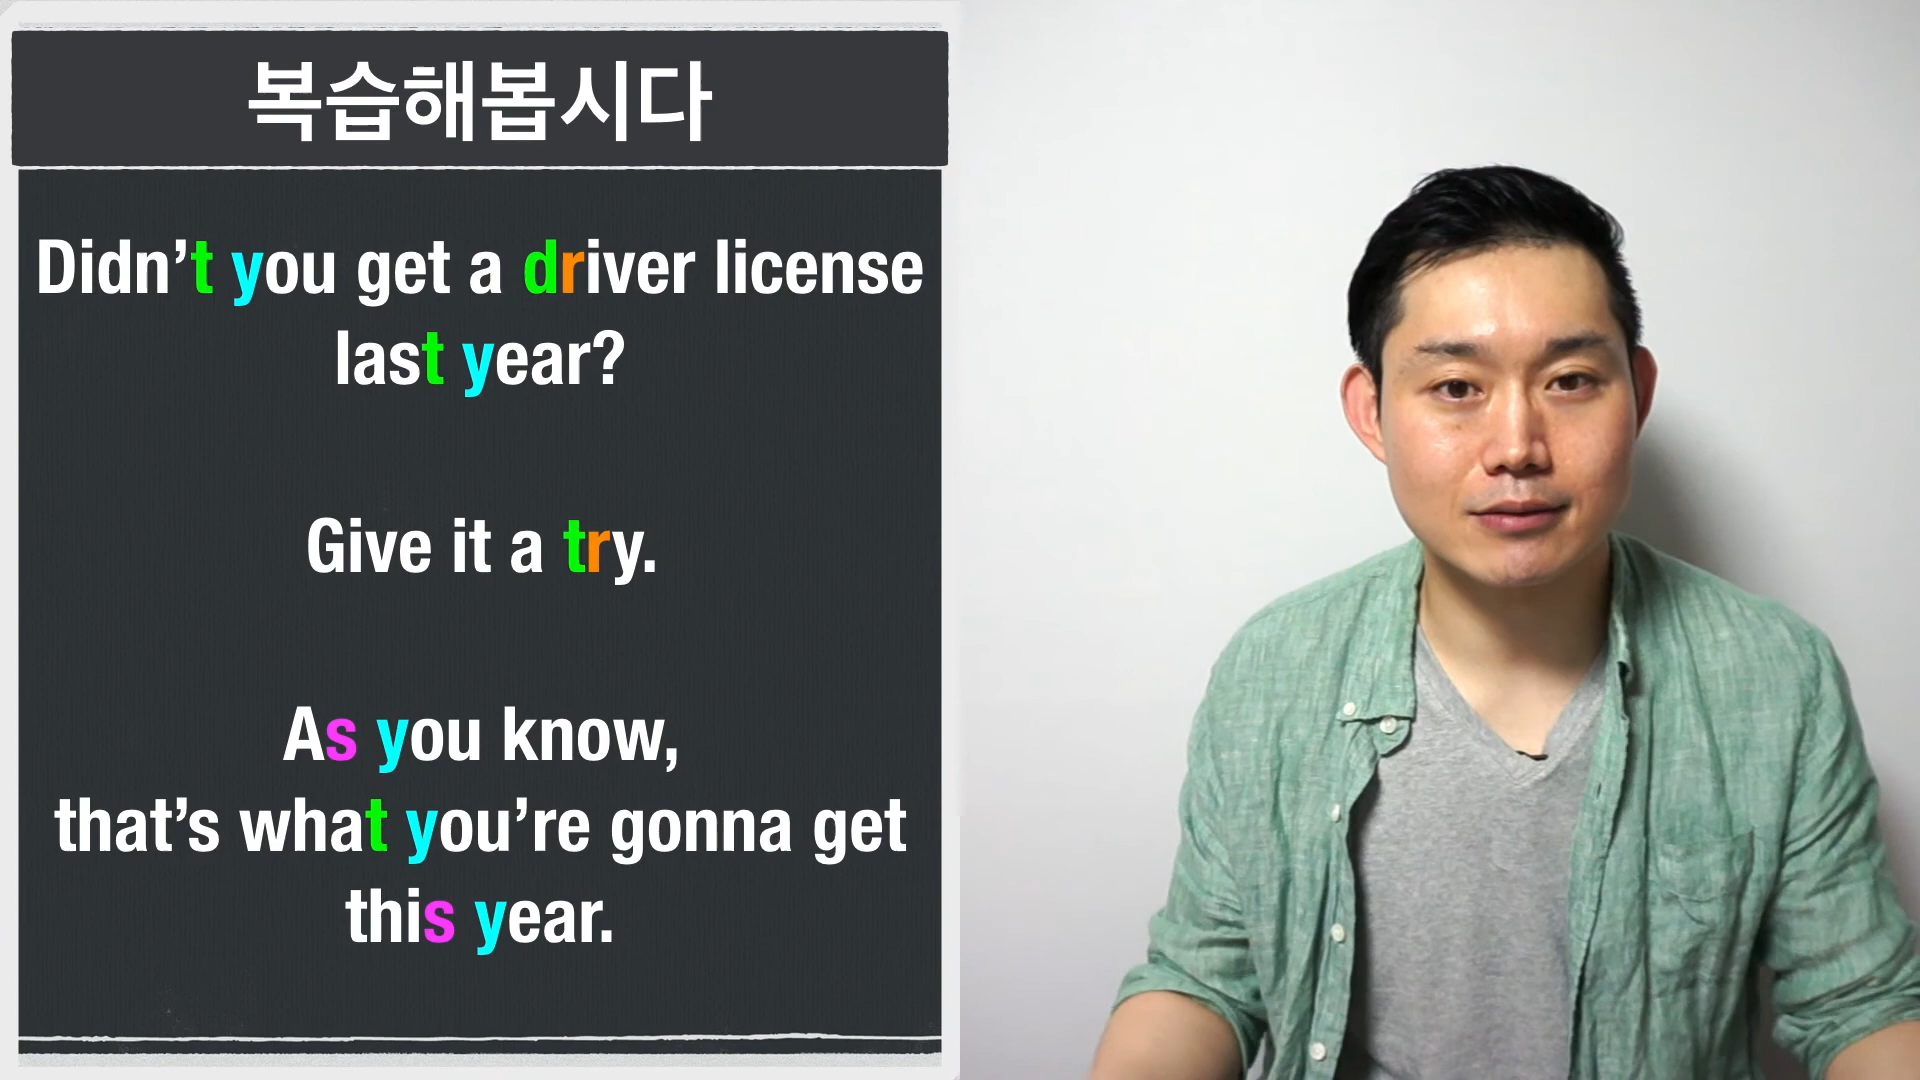 복습해봅시다
Didn’t you get a driver license
last year?
Give it a try.
As you know,
that’s what you’re gonna get
this year.